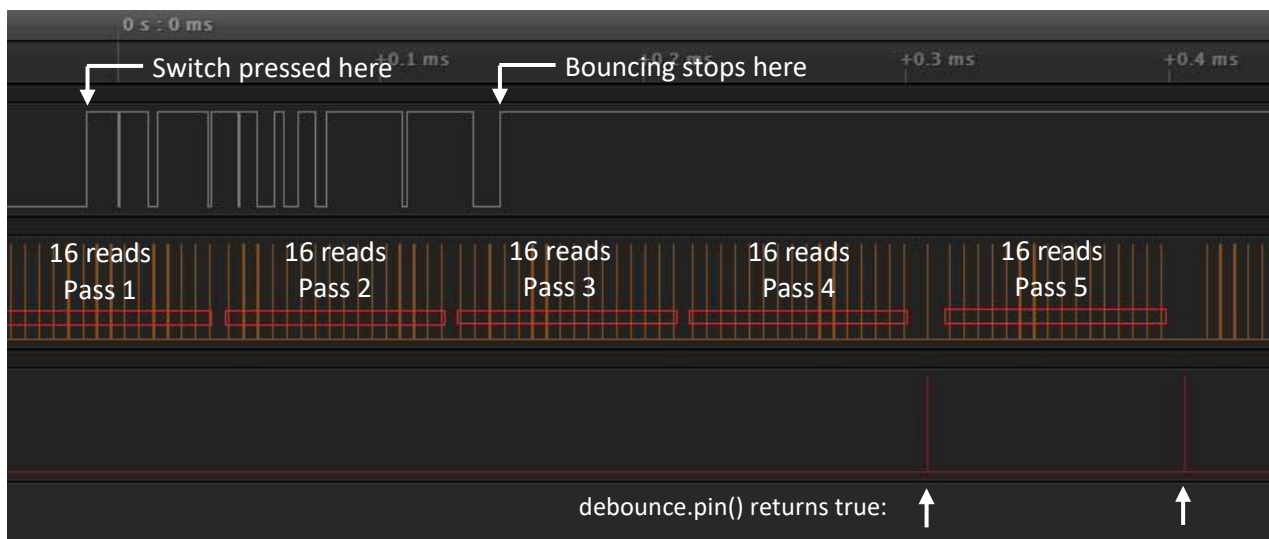 0 s : 0 ms
+0.1 ms
+0.2 ms
+0.3 ms
+0.4 ms
Switch pressed here
Bouncing stops here
16 reads
Pass 1
16 reads
Pass 2
16 reads
Pass 3
16 reads
Pass 4
16 reads
Pass 5
debounce.pin() returns true: